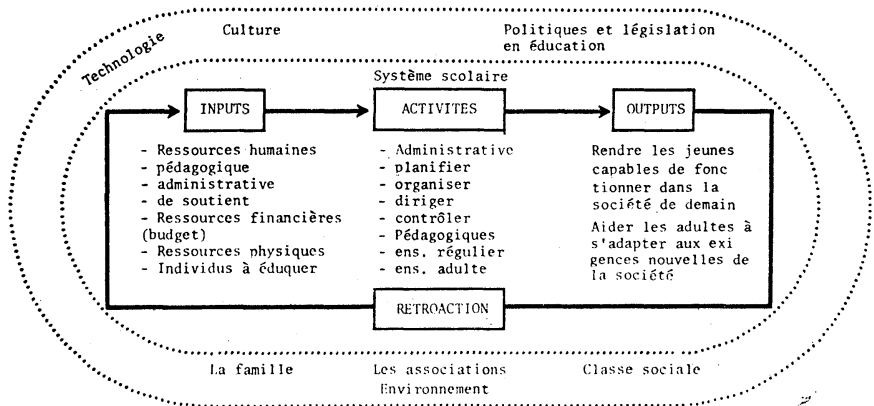 Culture
Politiques et législation
en éducation
Technologie
Système scolaire
INPUTS
ACTIVITES
OUTPUTS
- Ressources humaines
- pédagogique
- administrative
- de soutient
- Ressources financières
(budget)
- Ressources physiques
- Individus à éduquer
- Administrative
- planifier
- organiser
- diriger
- contrôler
- Pédagogiques
- ens. régulier
- ens. adulte
Rendre les jeunes
capables de fonc
tionner dans la
société de demain
Aider les adultes à
s'adapter aux exi
gences nouvelles de
la société
RETROACTION
La famille
Les associations
Classe sociale
Environnement